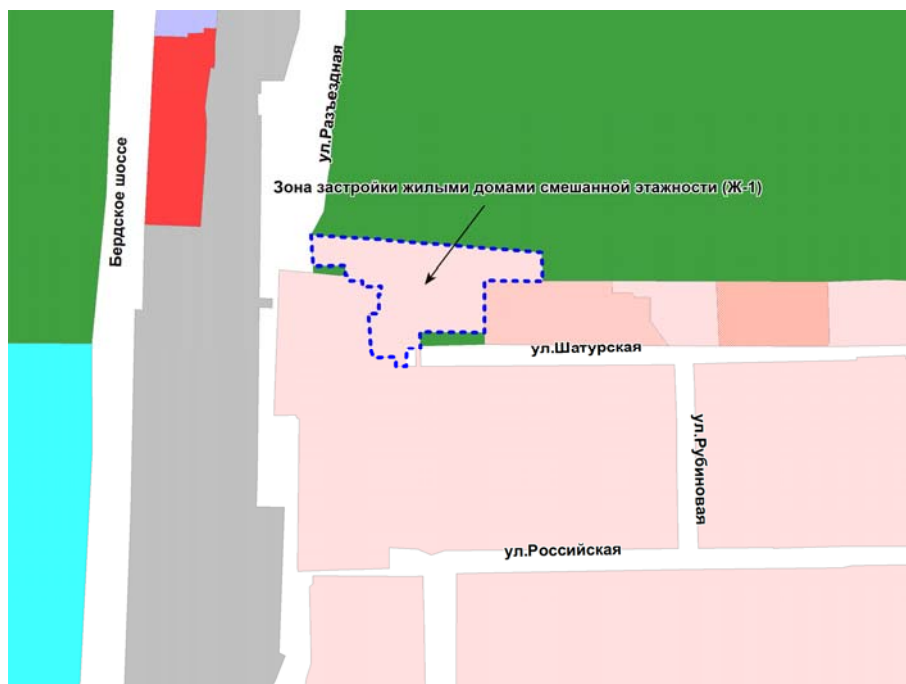 ул.Разъездная
Бердское шоссе
Зона застройки жилыми домами смешанной этажности (Ж-1)
ул.Шатурская
ул.Рубиновая
ул.Российская